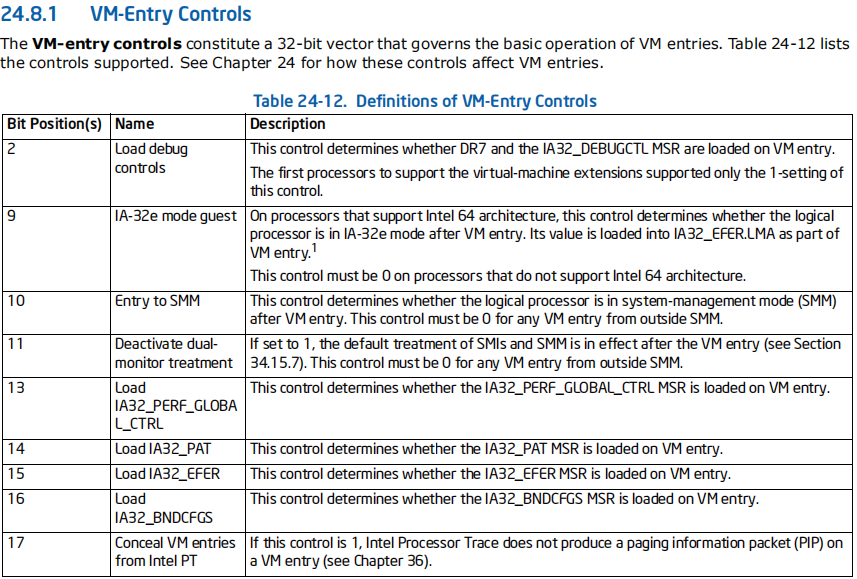 24.8.1 VM-Entry Controls
The VM-entry controls constitute a 32-bit vector that governs the basic operation of VM entries. Table 24-12 lists
the controls supported. See Chapter 24 for how these controls affect VM entries.
Table 24-12. Definitions of VM-Entry Controls
Bit Position(s) Name Description
2 Load debug This control determines whether DR7 and the IA32_DEBUGCTL MSR are loaded on VM entry.
controls
The first processors to support the virtual-machine extensions supported only the 1-setting of
this control.
9 IA-32e mode guest On processors that support Intel 64 architecture, this control determines whether the logical
processor is in IA-32e mode after VM entry. Its value is loaded into IA32_EFER.LMA as part of
VM entry.1
This control must be 0 on processors that do not support Intel 64 architecture.
10 Entry to SMM This control determines whether the logical processor is in system-management mode (SMM)
after VM entry. This control must be 0 for any VM entry from outside SMM.
11 Deactivate dual- If set to 1, the default treatment of SMIs and SMM is in effect after the VM entry (see Section
monitor treatment 34.15.7). This control must be 0 for any VM entry from outside SMM.
13 Load This control determines whether the IA32_PERF_GLOBAL_CTRL MSR is loaded on VM entry.
IA32_PERF_GLOBA
L_CTRL
14 Load IA32_PAT This control determines whether the IA32_PAT MSR is loaded on VM entry.
15 Load IA32_EFER This control determines whether the IA32_EFER MSR is loaded on VM entry.
16 Load This control determines whether the IA32_BNDCFGS MSR is loaded on VM entry.
IA32_BNDCFGS
17 Conceal VM entries If this control is 1, Intel Processor Trace does not produce a paging information packet (PIP) on
from Intel PT a VM entry (see Chapter 36).